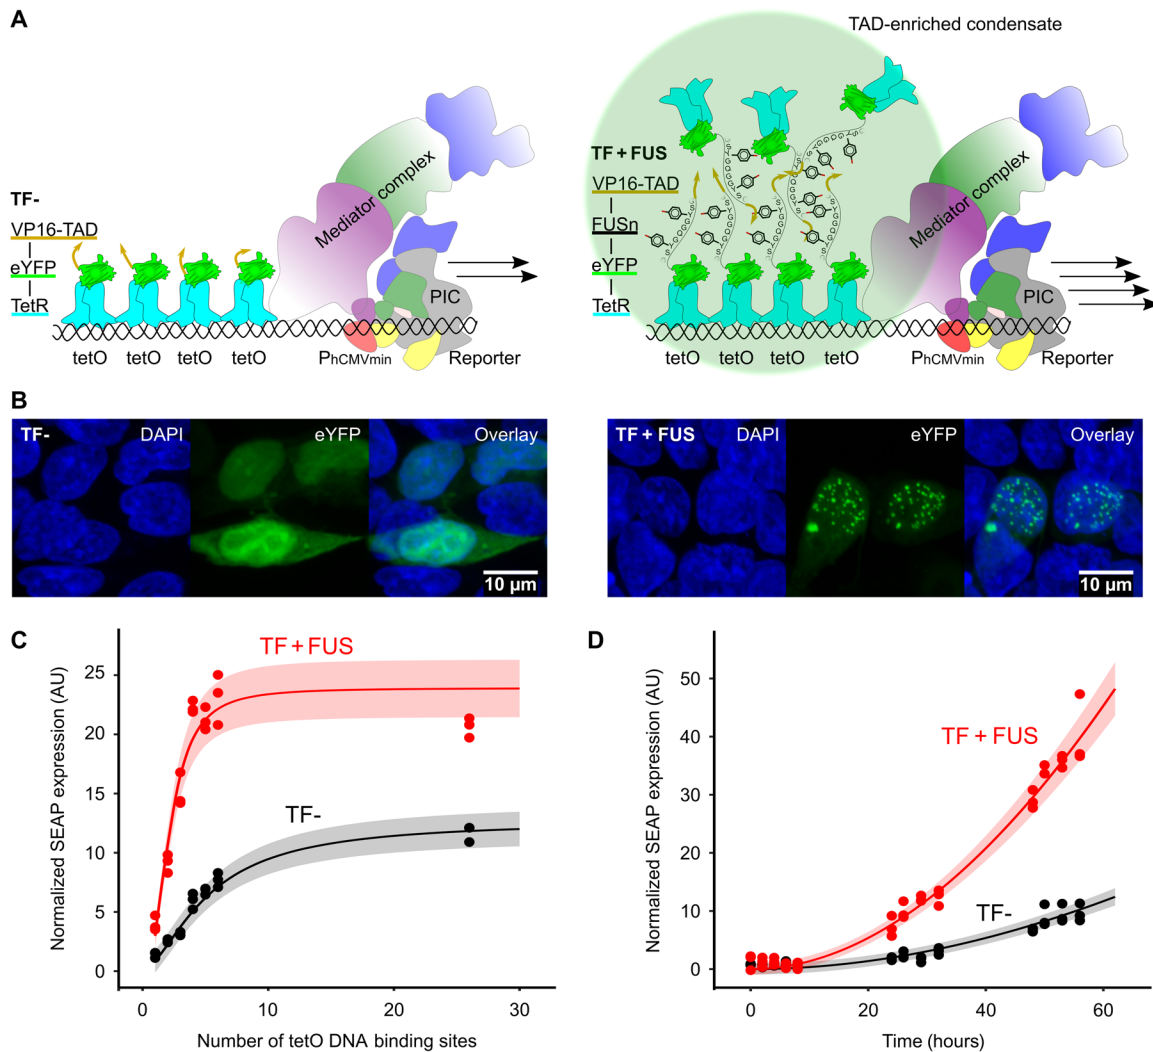 A
TAD-enriched condensate
TF-
VP16-TAD
eYFP
TetR
Mediator complex
PIC
tetO tetO tetO tetO
PhCMVmin
Reporter
TF + FUS
VP16-TAD
FUSn
eYFP
TetR
Mediator complex
PIC
tetO tetO tetO tetO
PhCMVmin
Reporter
B
TF- DAPI eYFP Overlay
10 µm
TF + FUS DAPI eYFP Overlay
10 µm
C
Normalized SEAP expression (AU)
25
20
15
10
5
0
TF + FUS
TF-
0 10 20 30
Number of tetO DNA binding sites
D
Normalized SEAP expression (AU)
50
40
30
20
10
0
TF + FUS
TF-
0 20 40 60
Time (hours)